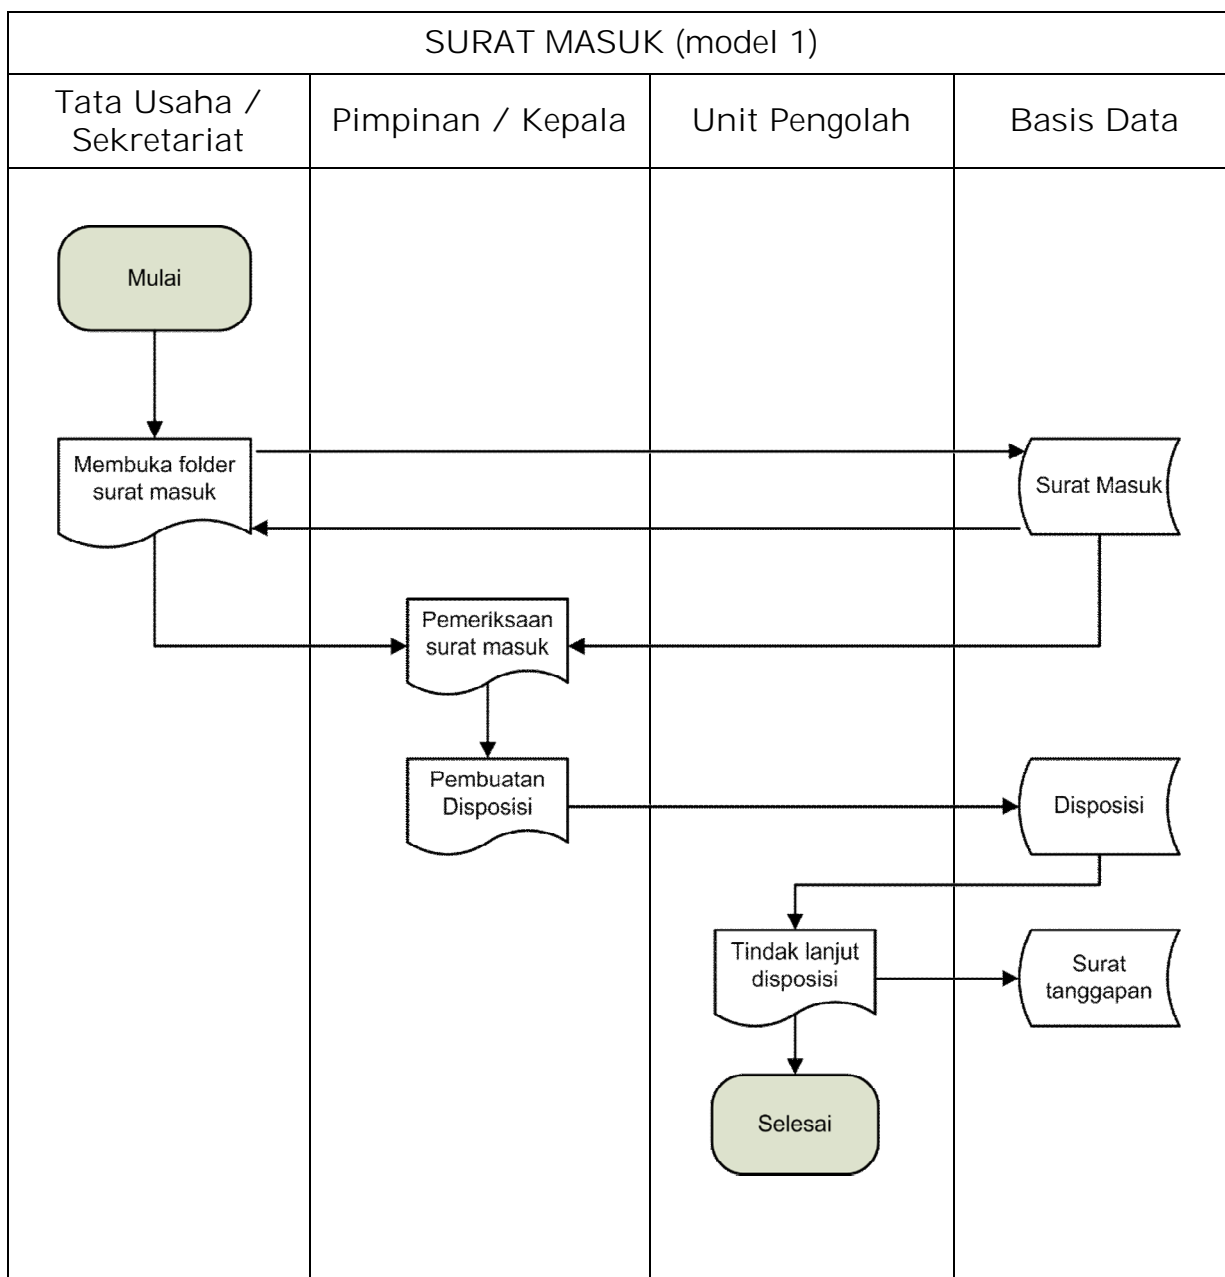 SURAT MASUK (model 1)
Tata Usaha /
Sekretariat
Pimpinan / Kepala
Unit Pengolah
Basis Data
Mulai
Membuka folder
surat masuk
Surat Masuk
Pemeriksaan
surat masuk
Pembuatan
Disposisi
Disposisi
Tindak lanjut
disposisi
Surat
tanggapan
Selesai